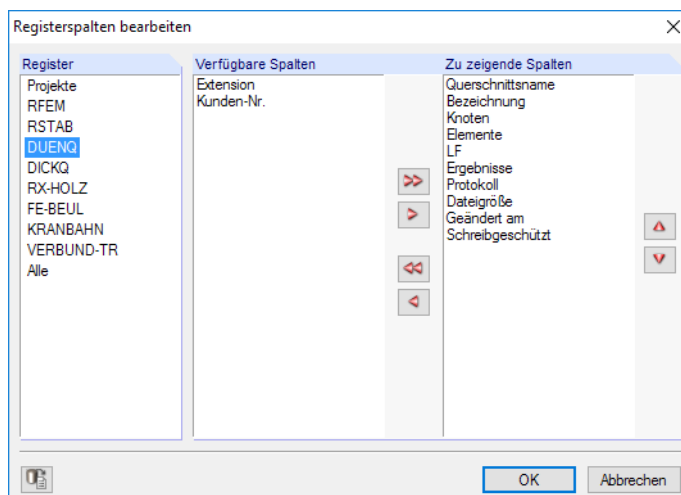 Registerspalten bearbeiten
Register
Projekte
RFEM
RSTAB
DUENQ
DICKQ
RX-HOLZ
FE-BEUL
KRANBAHN
VERBUND-TR
Alle
Verfügbare Spalten
Extension
Kunden-Nr.
Zu zeigende Spalten
Querschnittsname
Bezeichnung
Knoten
Elemente
LF
Ergebnisse
Protokoll
Dateigröße
Geändert am
Schreibgeschützt
OK
Abbrechen